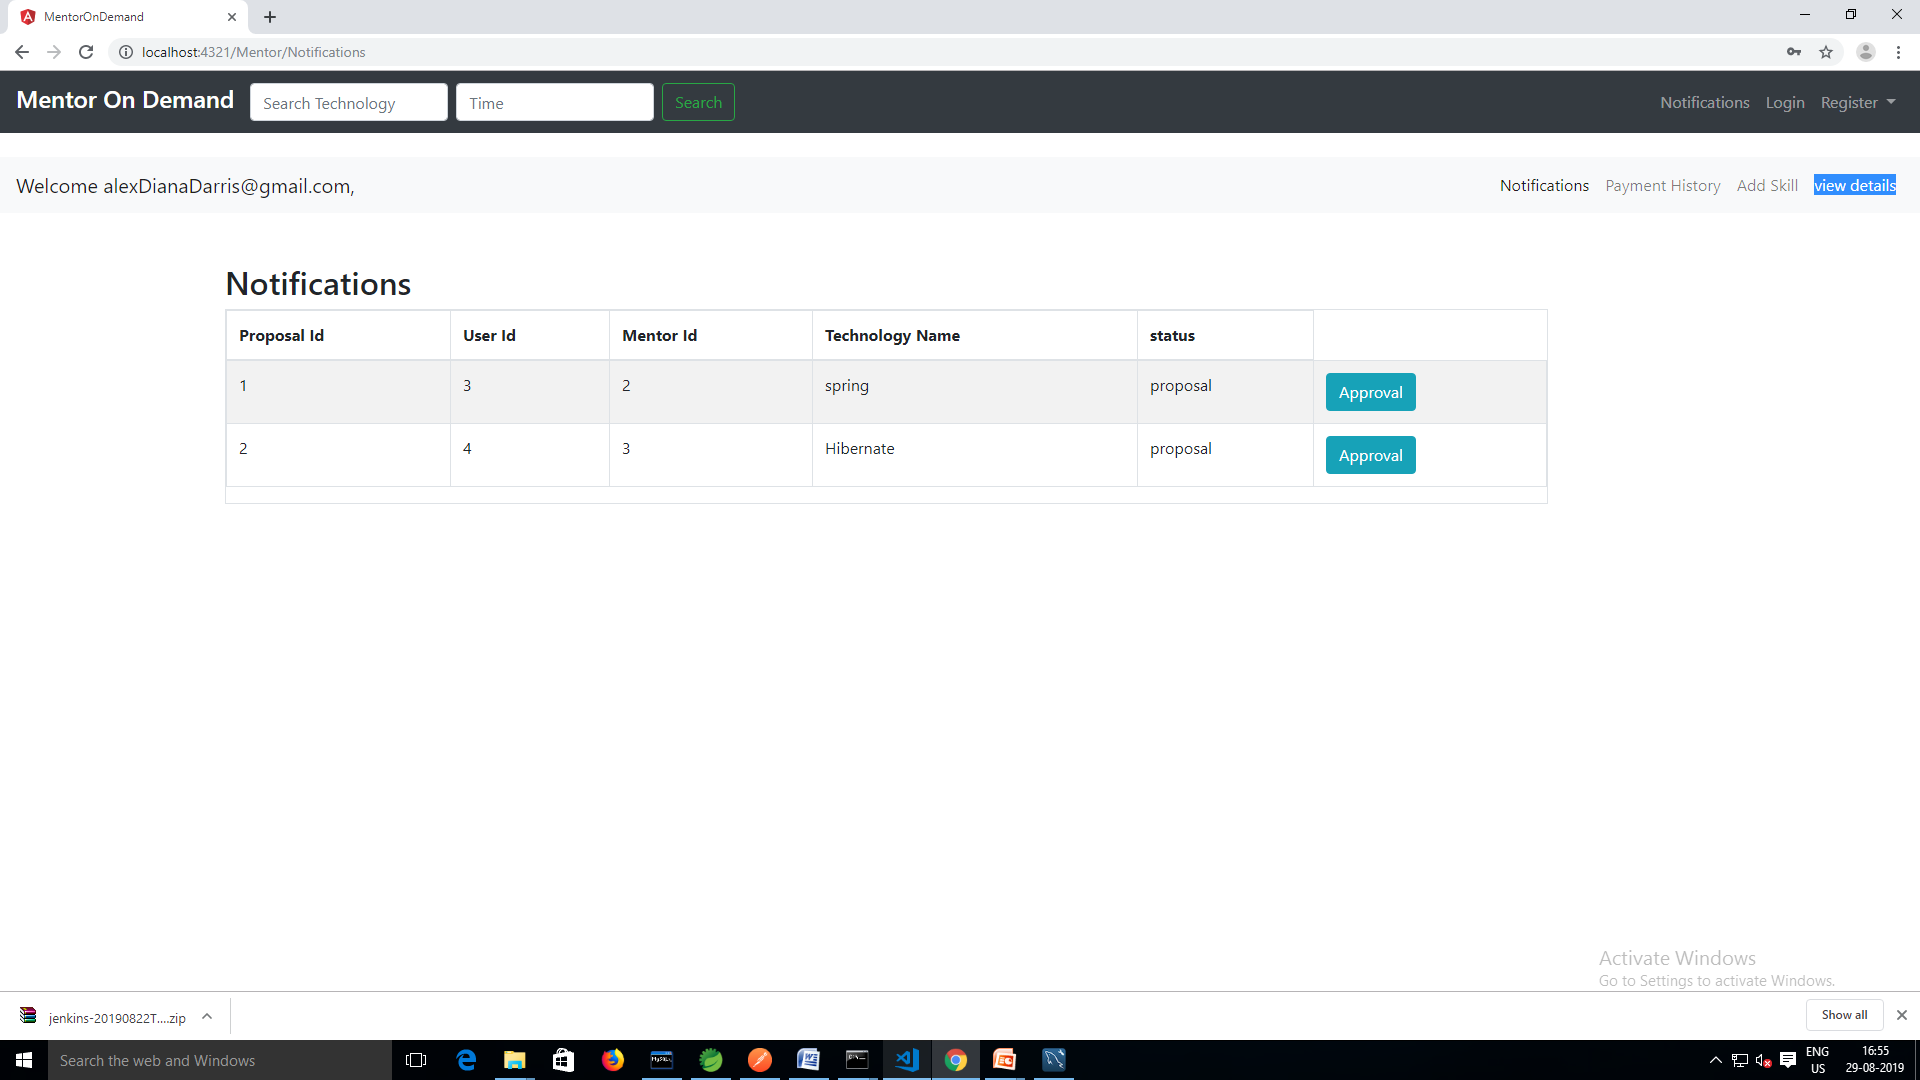 MentorOnDemand
localhost:4321/Mentor/Notifications
Mentor On Demand Search Technology Time Search Notifications Login Register
Welcome alexDianaDarris@gmail.com, Notifications Payment History Add Skill view details
Notifications
Proposal Id User Id Mentor Id Technology Name status
1 3 2 spring proposal Approval
2 4 3 Hibernate proposal Approval
Activate Windows
Go to Settings to activate Windows.
jenkins-20190822T....zip Show all
Search the web and Windows
ENG 16:55
US 29-08-2019